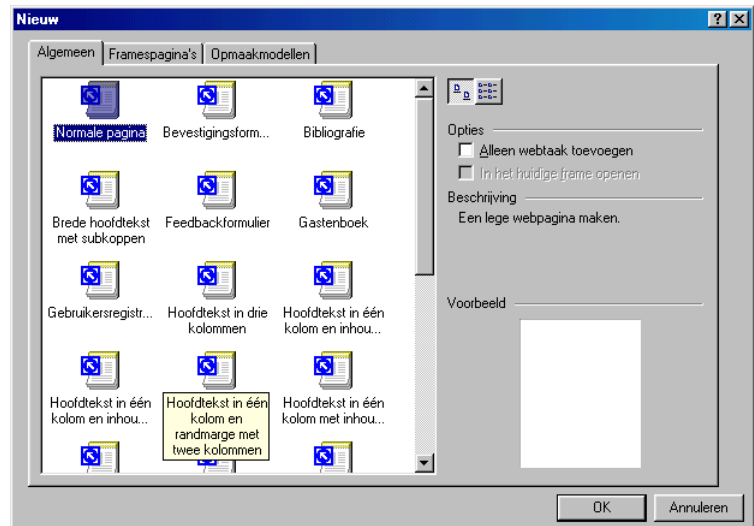 Nieuw
Algemeen Framespagina's Opmaakmodellen
Normale pagina Bevestigingsform... Bibliografie
Brede hoofdtekst Feedbackformulier Gastenboek
met subkoppen
Gebruikersregistr... Hoofdtekst in drie Hoofdtekst in één
kolommen kolom en inhou...
Hoofdtekst in één Hoofdtekst in één Hoofdtekst in één
kolom en inhou... kolom en kolom met inhou...
randmarge met
twee kolommen
Opties
Alleen webtaak toevoegen
In het huidige frame openen
Beschrijving
Een lege webpagina maken.
Voorbeeld
OK Annuleren